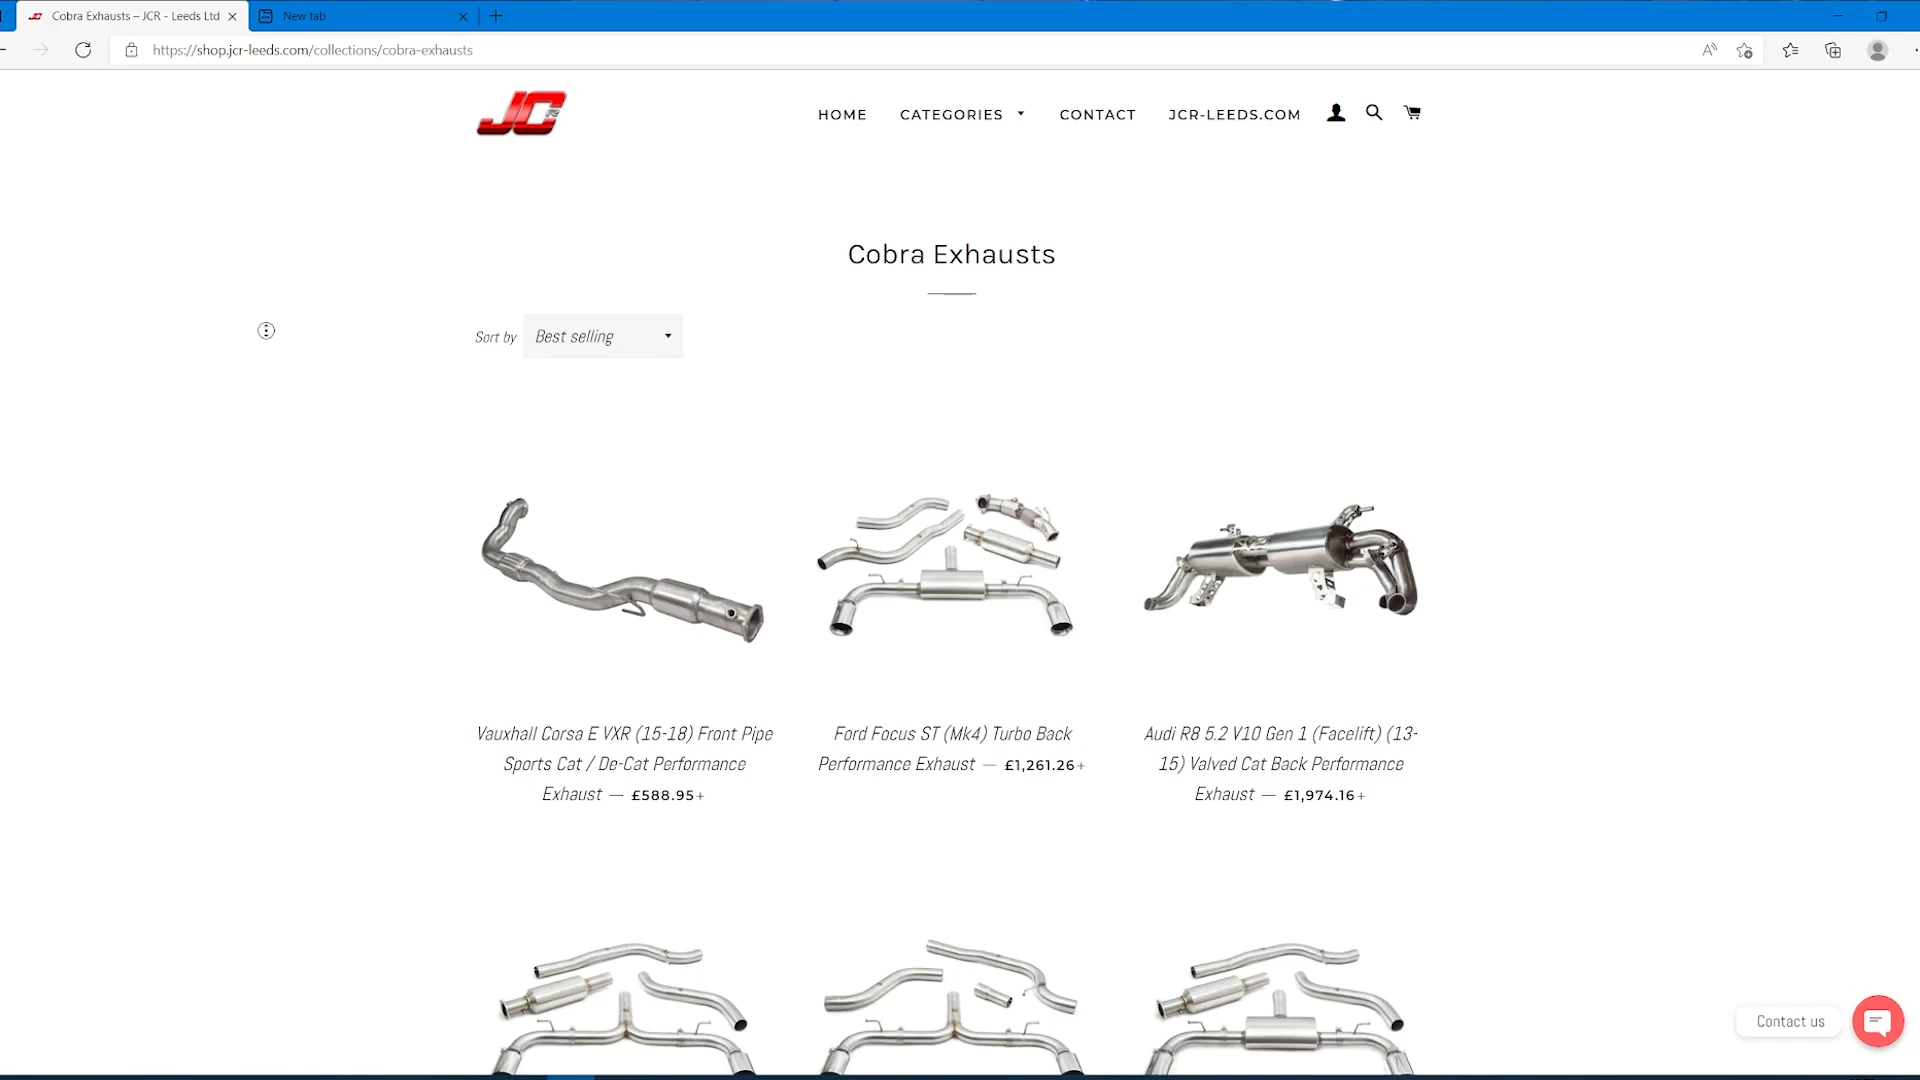 Cobra Exhausts – JCR - Leeds Ltd
New tab
https://shop.jcr-leeds.com/collections/cobra-exhausts
JC
HOME
CATEGORIES
CONTACT
JCR-LEEDS.COM
Cobra Exhausts
Sort by
Best selling
Vauxhall Corsa E VXR (15-18) Front Pipe
Sports Cat / De-Cat Performance
Exhaust — £588.95+
Ford Focus ST (Mk4) Turbo Back
Performance Exhaust — £1,261.26+
Audi R8 5.2 V10 Gen 1 (Facelift) (13-
15) Valved Cat Back Performance
Exhaust — £1,974.16+
Contact us